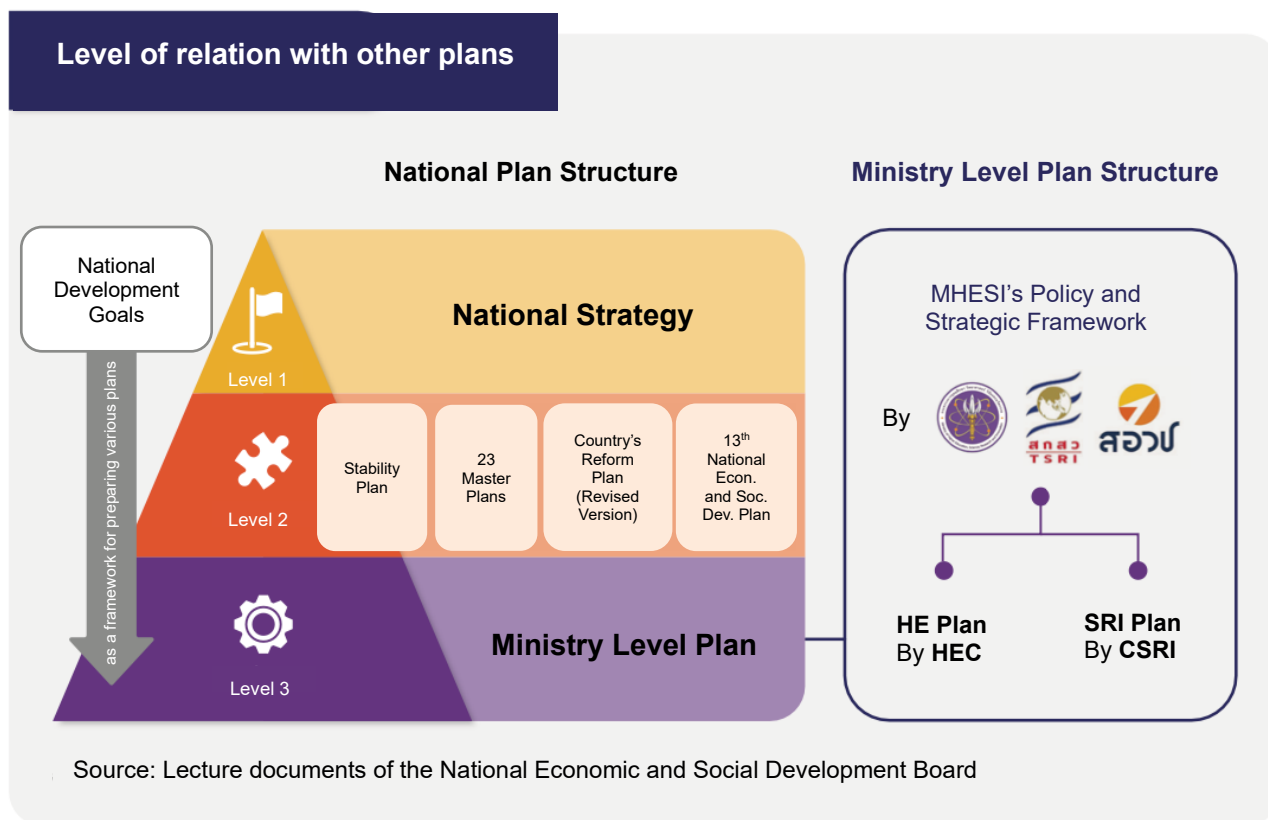 Level of relation with other plans
National Plan Structure
Ministry Level Plan Structure
National
Development
Goals
as a framework for preparing various plans
Level 1
National Strategy
Level 2
Stability
Plan
23
Master
Plans
Country's
Reform
Plan
(Revised
Version)
13th
National
Econ.
and Soc.
Dev. Plan
Level 3
Ministry Level Plan
MHESI's Policy and
Strategic Framework
By
สกสว
TSRI
สอวช
HE Plan
By HEC
SRI Plan
By CSRI
Source: Lecture documents of the National Economic and Social Development Board